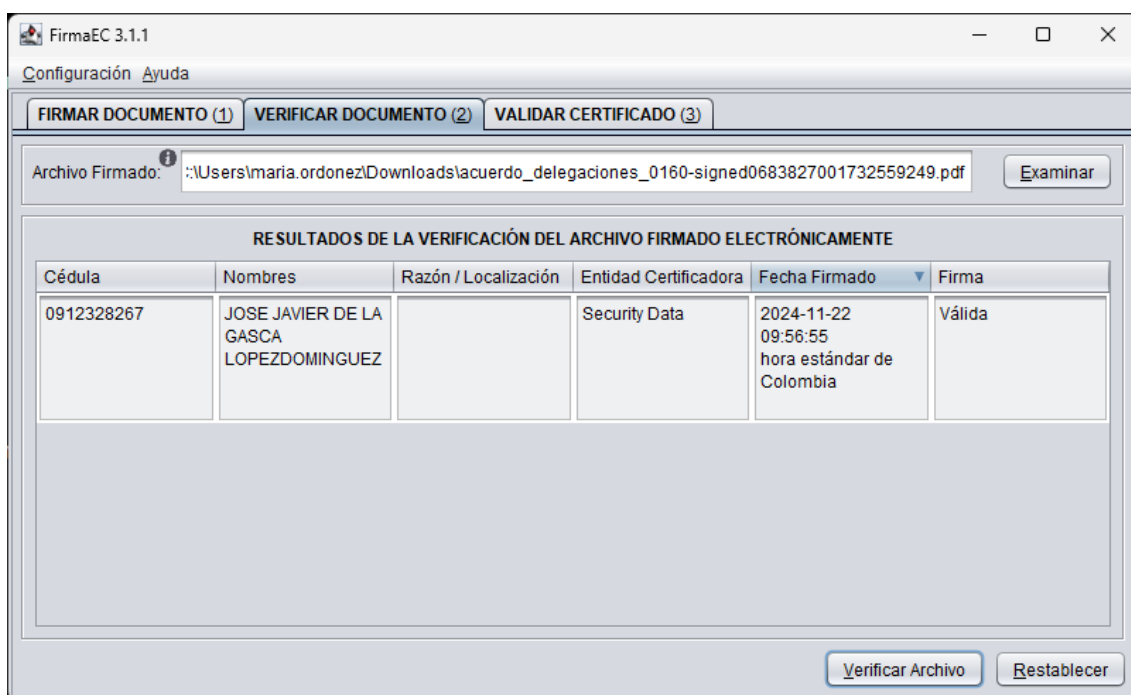 FirmaEC 3.1.1
Configuración Ayuda
FIRMAR DOCUMENTO (1) VERIFICAR DOCUMENTO (2) VALIDAR CERTIFICADO (3)
Archivo Firmado: :\Users\maria.ordonez\Downloads\acuerdo_delegaciones_0160-signed0683827001732559249.pdf Examinar
RESULTADOS DE LA VERIFICACIÓN DEL ARCHIVO FIRMADO ELECTRÓNICAMENTE
Cédula Nombres Razón / Localización Entidad Certificadora Fecha Firmado Firma
0912328267 JOSE JAVIER DE LA Security Data 2024-11-22 Válida
GASCA 09:56:55
LOPEZDOMINGUEZ hora estándar de
Colombia
Verificar Archivo Restablecer